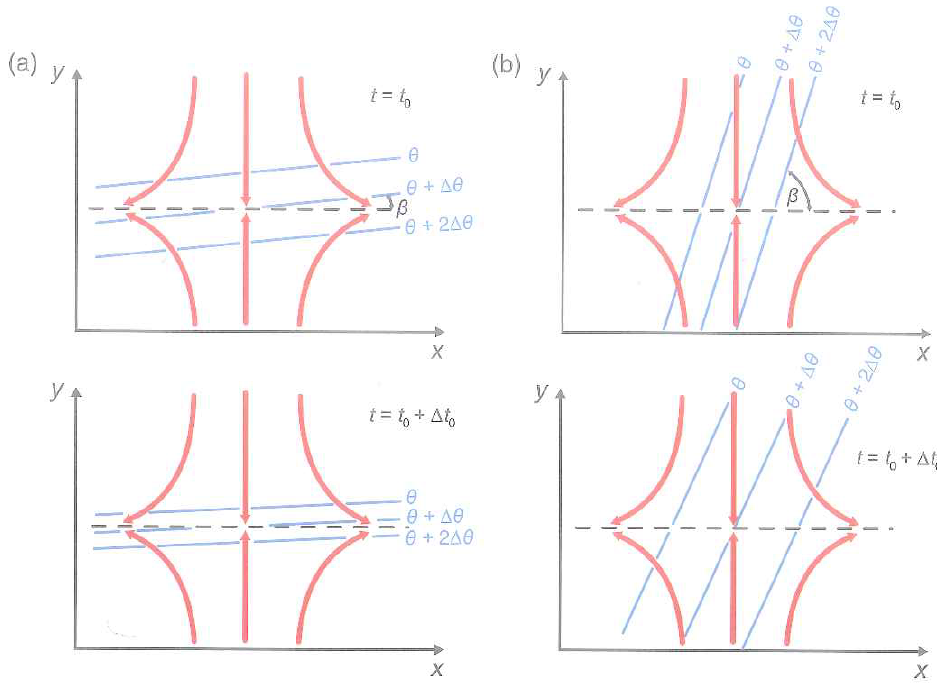 (a)
y
t = t₀
θ
θ + Δθ
β
θ + 2Δθ
x
(b)
y
θ
θ + Δθ
θ + 2Δθ
t = t₀
β
x
y
t = t₀ + Δt₀
θ
θ + Δθ
θ + 2Δθ
x
y
θ
θ + Δθ
θ + 2Δθ
t = t₀ + Δt₀
x